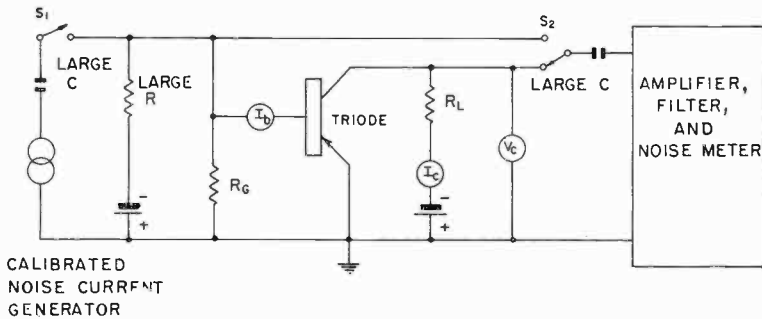 S1
S2
LARGE
C
LARGE
R
Ib
TRIODE
RL
LARGE C
AMPLIFIER,
FILTER,
AND
NOISE METER
Vc
Ic
RG
-
+
-
+
CALIBRATED
NOISE CURRENT
GENERATOR